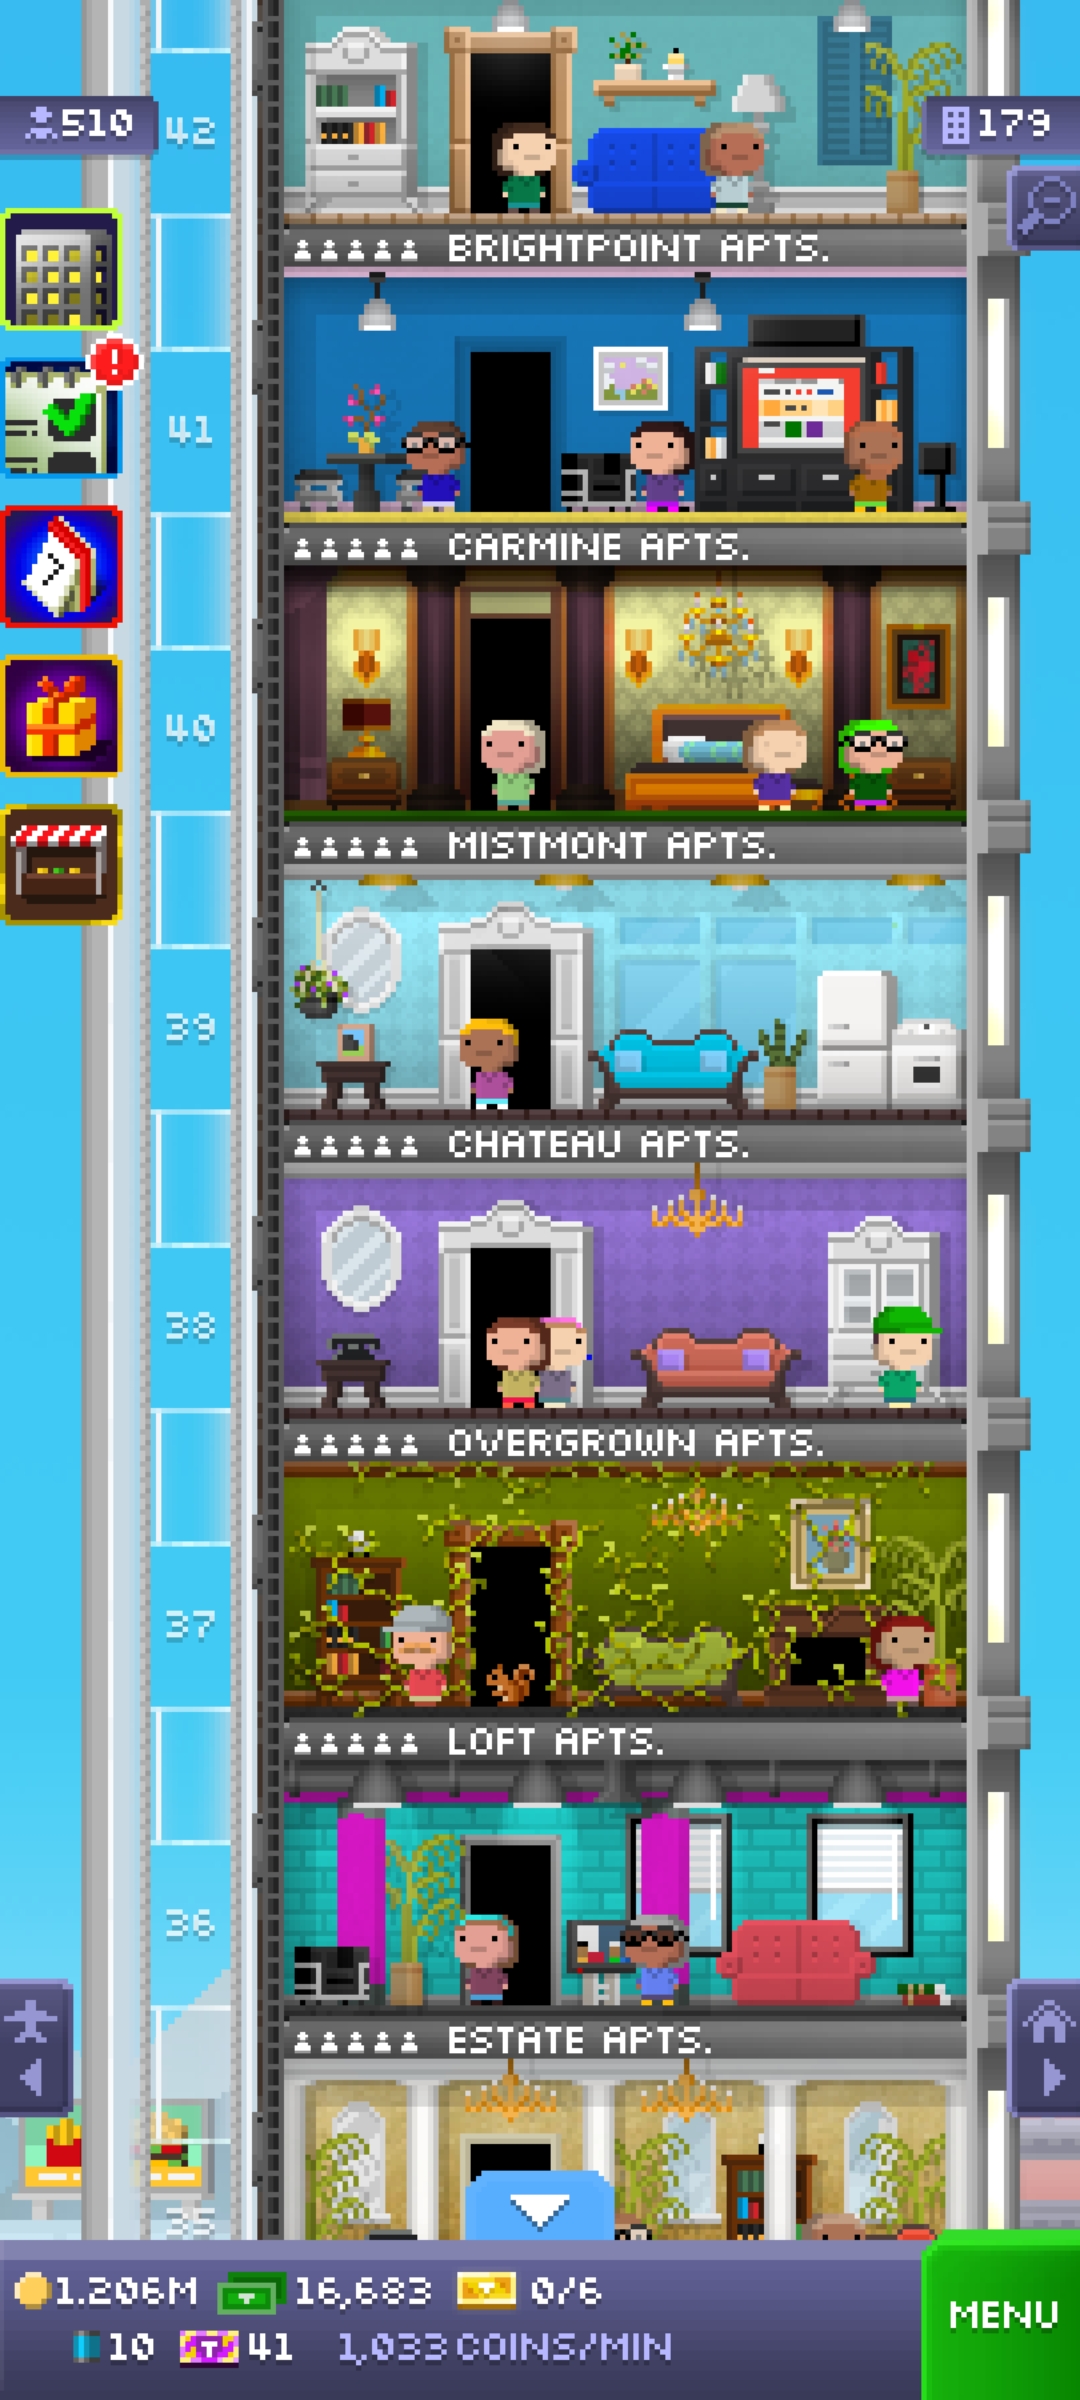 510
42
179
BRIGHTPOINT APTS.
41
CARMINE APTS.
7
40
MISTMONT APTS.
39
CHATEAU APTS.
38
OVERGROWN APTS.
37
LOFT APTS.
36
ESTATE APTS.
35
1.206M 16,683 0/6
MENU
10 41 1,033 COINS/MIN